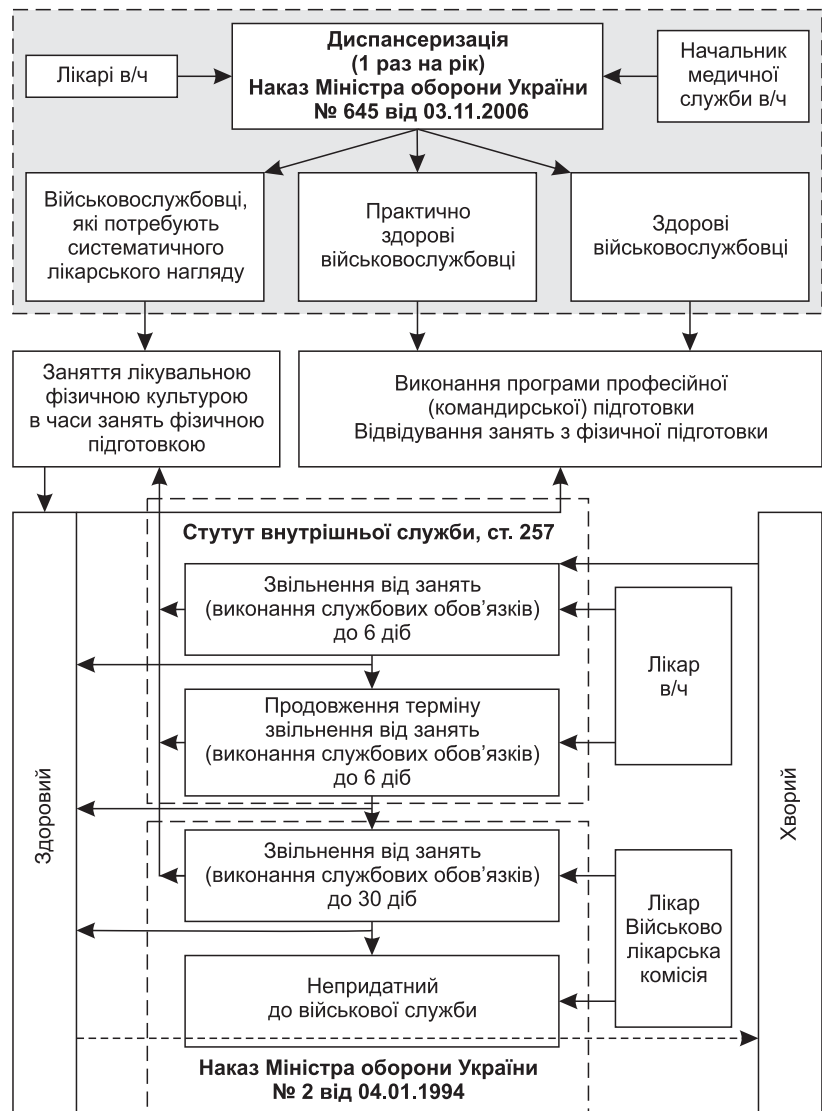 Диспансеризація
(1 раз на рік)
Наказ Міністра оборони України
№ 645 від 03.11.2006
Лікарі в/ч
Начальник
медичної
служби в/ч
Військовослужбовці,
які потребують
систематичного
лікарського нагляду
Практично
здорові
військовослужбовці
Здорові
військовослужбовці
Заняття лікувальною
фізичною культурою
в часи занять фізичною
підготовкою
Виконання програми професійної
(командирської) підготовки
Відвідування занять з фізичної підготовки
Здоровий
Стутут внутрішньої служби, ст. 257
Звільнення від занять
(виконання службових обов’язків)
до 6 діб
Продовження терміну
звільнення від занять
(виконання службових обов’язків)
до 6 діб
Лікар
в/ч
Хворий
Звільнення від занять
(виконання службових обов’язків)
до 30 діб
Непридатний
до військової служби
Лікар
Військово
лікарська
комісія
Наказ Міністра оборони України
№ 2 від 04.01.1994